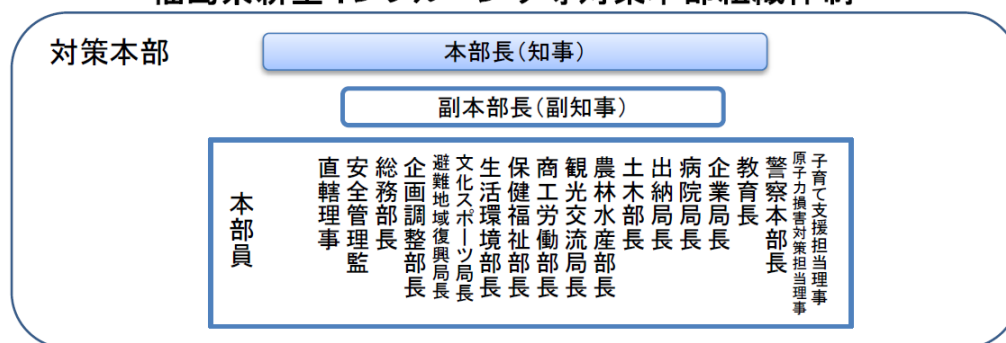 対策本部
本部長(知事)
副本部長(副知事)
本部員
直轄理事
安全管理監
総務部長
企画調整部長
避難地域復興局長
文化スポーツ局長
生活環境部長
保健福祉部長
商工労働部長
観光交流局長
農林水産部長
土木部長
出納局長
病院局長
企業局長
教育長
警察本部長
原子力損害対策担当理事
子育て支援担当理事